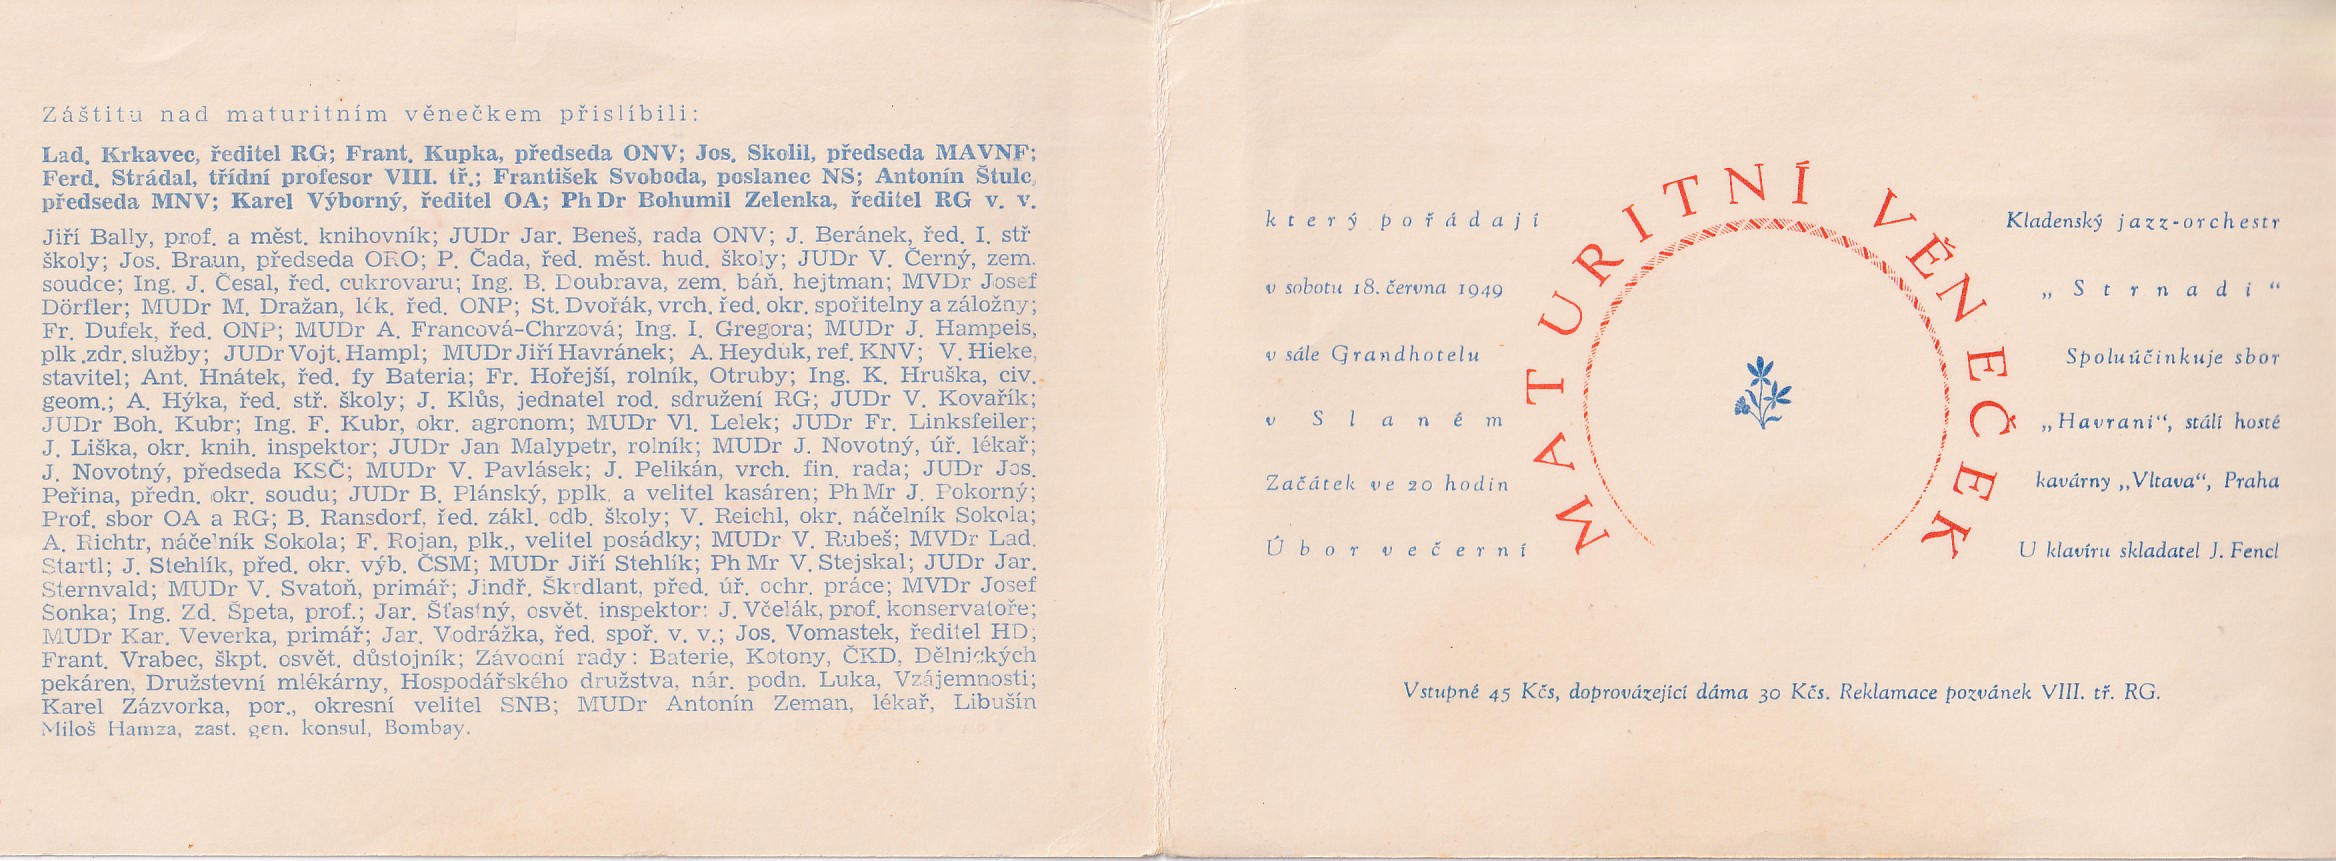 Záštitu nad maturitním věnečkem přislíbili:
Lad. Krkavec, ředitel RG; Frant. Kupka, předseda ONV; Jos. Skolil, předseda MAVNF;
Ferd. Strádal, třídní profesor VIII. tř.; František Svoboda, poslanec NS; Antonín Štulc,
předseda MNV; Karel Výborný, ředitel OA; PhDr Bohumil Zelenka, ředitel RG v. v.
Jiří Bally, prof. a měst. knihovník; JUDr Jar. Beneš, rada ONV; J. Beránek, řed. I. stř
školy; Jos. Braun, předseda ORO; P. Čada, řed. měst. hud. školy; JUDr V. Černý, zem.
soudce; Ing. J. Česal, řed. cukrovaru; Ing. B. Doubrava, zem. báň. hejtman; MVDr Josef
Dörfler; MUDr M. Dražan, lék. řed. ONP; St. Dvořák, vrch. řed. okr. spořitelny a záložny;
Fr. Dufek, řed. ONP; MUDr A. Francová-Chrzová; Ing. I. Gregora; MUDr J. Hampeis,
plk .zdr. služby; JUDr Vojt. Hampl; MUDr Jiří Havránek; A. Heyduk, ref. KNV; V. Hieke,
stavitel; Ant. Hnátek, řed. fy Bateria; Fr. Hořejší, rolník, Otruby; Ing. K. Hruška, civ.
geom.; A. Hýka, řed. stř. školy; J. Klůs, jednatel rod. sdružení RG; JUDr V. Kovařík;
JUDr Boh. Kubr; Ing. F. Kubr, okr. agronom; MUDr Vl. Lelek; JUDr Fr. Linksfeiler;
J. Liška, okr. knih. inspektor; JUDr Jan Malypetr, rolník; MUDr J. Novotný, úř. lékař;
J. Novotný, předseda KSČ; MUDr V. Pavlásek; J. Pelikán, vrch. fin. rada; JUDr Jos.
Peřina, předn. okr. soudu; JUDr B. Plánský, pplk. a velitel kasáren; PhMr J. Pokorný;
Prof. sbor OA a RG; B. Ransdorf, řed. zákl. odb. školy; V. Reichl, okr. náčelník Sokola;
A. Richtr, náčelník Sokola; F. Rojan, plk., velitel posádky; MUDr V. Rubeš; MVDr Lad.
Startl; J. Stehlík, před. okr. výb. ČSM; MUDr Jiří Stehlík; PhMr V. Stejskal; JUDr Jar.
Sternvald; MUDr V. Svatoň, primář; Jindř. Škrdlant, před. úř. ochr. práce; MVDr Josef
Šonka; Ing. Zd. Špeta, prof.; Jar. Šťastný, osvět. inspektor; J. Včelák, prof. konservatoře;
MUDr Kar. Veverka, primář; Jar. Vodrážka, řed. spoř. v. v.; Jos. Vomastek, ředitel HD;
Frant. Vrabec, škpt. osvět. důstojník; Závodní rady: Baterie, Kotony, ČKD, Dělnických
pekáren, Družstevní mlékárny, Hospodářského družstva, nár. podn. Luka, Vzájemnosti;
Karel Zázvorka, por., okresní velitel SNB; MUDr Antonín Zeman, lékař, Libušín
Miloš Hamza, zast. gen. konsul, Bombay.
MATURITNÍ VĚNEČEK
který pořádají
v sobotu 18. června 1949
v sále Grandhotelu
v Slaném
Začátek ve 20 hodin
Úbor večerní
Kladenský jazz-orchestr
„Strnadi“
Spoluúčinkuje sbor
„Havrani“, stálí hosté
kavárny „Vltava“, Praha
U klavíru skladatel J. Fencl
Vstupné 45 Kčs, doprovázející dáma 30 Kčs. Reklamace pozvánek VIII. tř. RG.